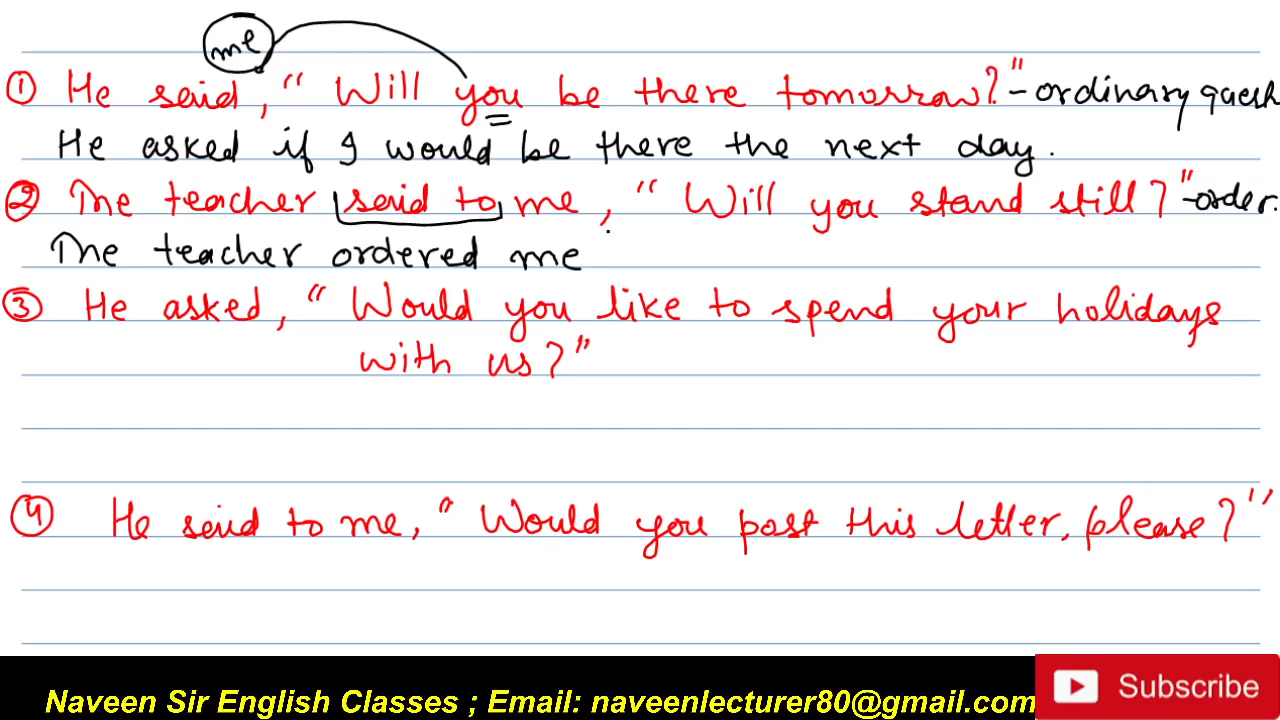 me
① He said, " Will you be there tomorrow?" - ordinary quest
He asked if I would be there the next day.
② The teacher said to me, " Will you stand still?" - order.
The teacher ordered me
③ He asked, " Would you like to spend your holidays
with us?"
④ He said to me, " Would you post this letter, please?"
Naveen Sir English Classes ; Email: naveenlecturer80@gmail.com
Subscribe